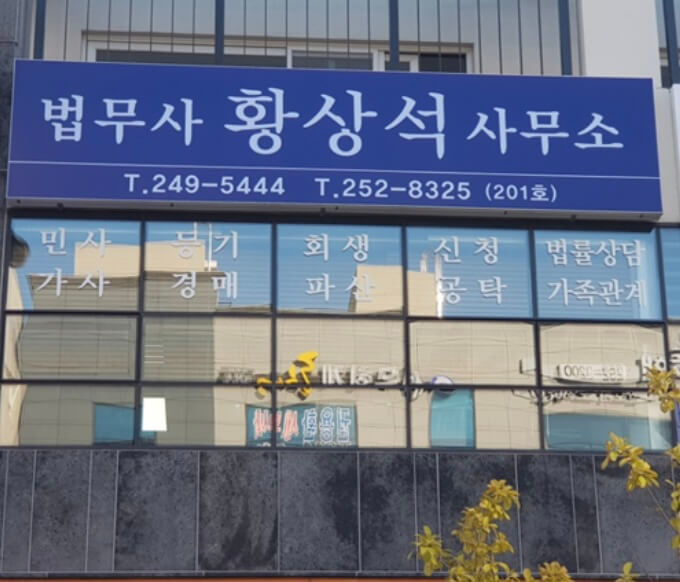 법무사 황상석 사무소
T.249-5444 T.252-8325 (201호)
민사 등기 회생 신청 법률상담
가사 경매 파산 공탁 가족관계